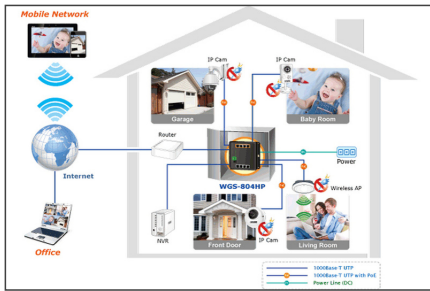 Mobile Network
IP Cam
IP Cam
Garage
Baby Room
Router
Internet
Power
WGS-804HP
Wireless AP
NVR
Front Door
IP Cam
Living Room
Office
1000Base-T UTP
1000Base-T UTP with PoE
Power Line (DC)